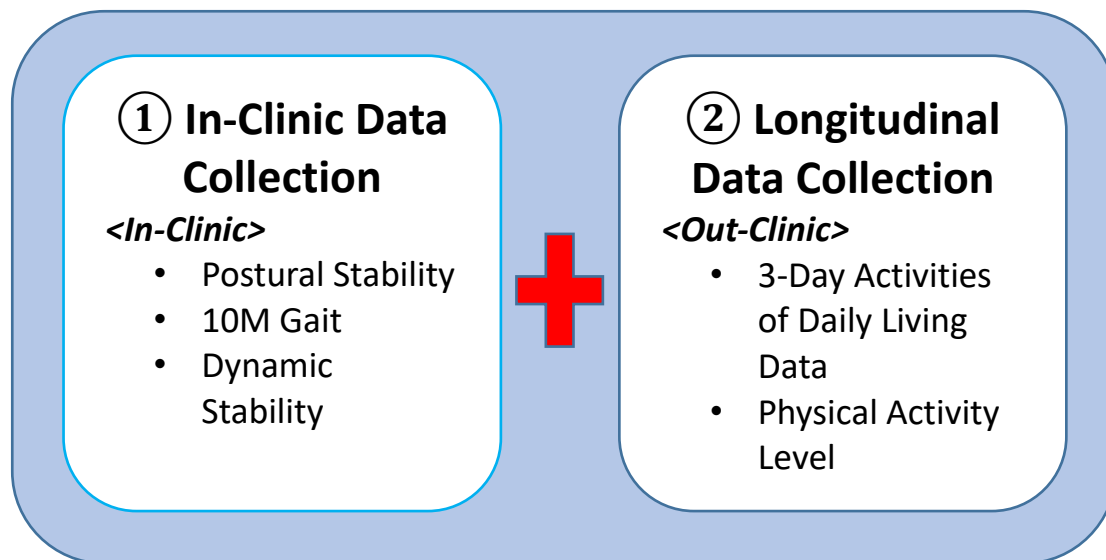 ① In-Clinic Data
Collection
<In-Clinic>
• Postural Stability
• 10M Gait
• Dynamic
Stability
② Longitudinal
Data Collection
<Out-Clinic>
• 3-Day Activities
of Daily Living
Data
• Physical Activity
Level